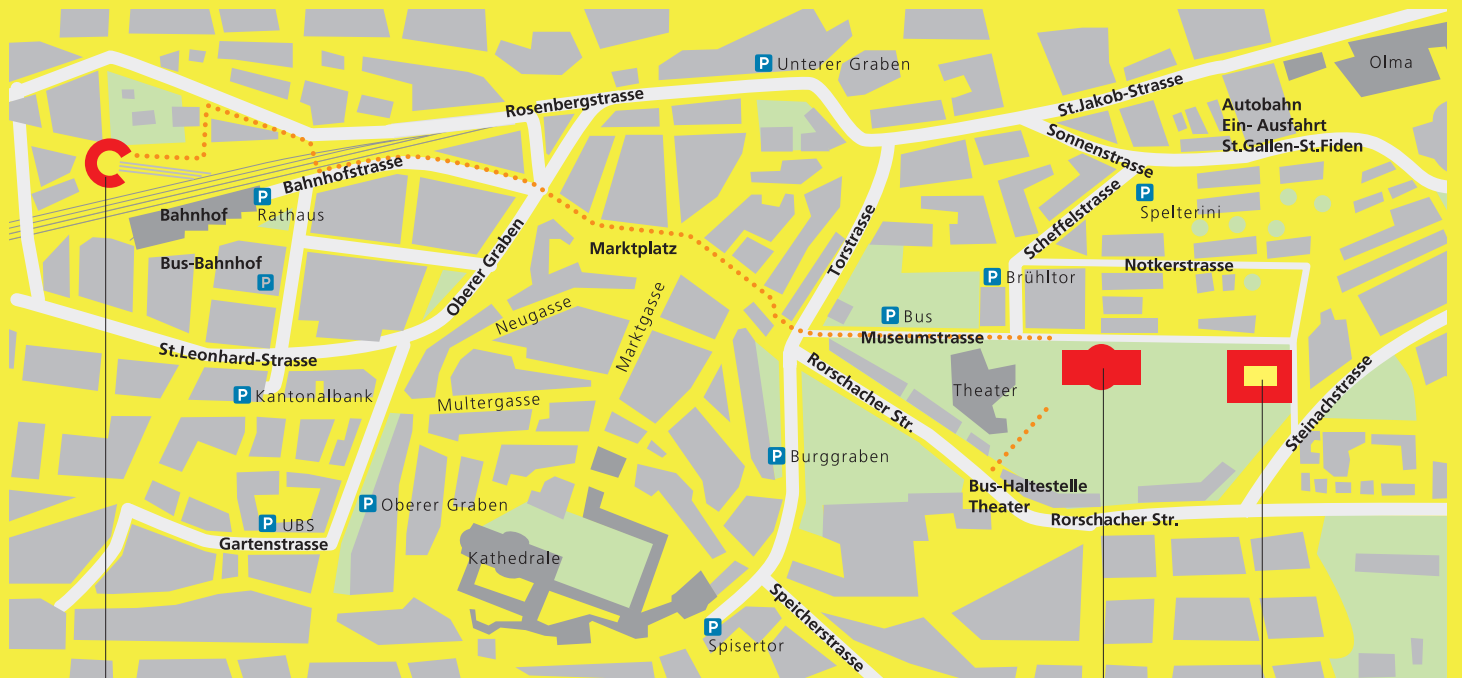 P Unterer Graben
Olma
St.Jakob-Strasse
Rosenbergstrasse
Autobahn
Ein- Ausfahrt
St.Gallen-St.Fiden
Sonnenstrasse
Bahnhofstrasse
P
Rathaus
Bahnhof
P
Spelterini
Scheffelstrasse
Torstrasse
Oberer Graben
Marktplatz
Bus-Bahnhof
P
P Brühltor
Notkerstrasse
Neugasse
Marktgasse
P Bus
Museumstrasse
St.Leonhard-Strasse
Rorschacher Str.
Theater
Steinachstrasse
P Kantonalbank
Multergasse
P Burggraben
Bus-Haltestelle
Theater
P Oberer Graben
P UBS
Rorschacher Str.
Gartenstrasse
Kathedrale
Speicherstrasse
P
Spisertor